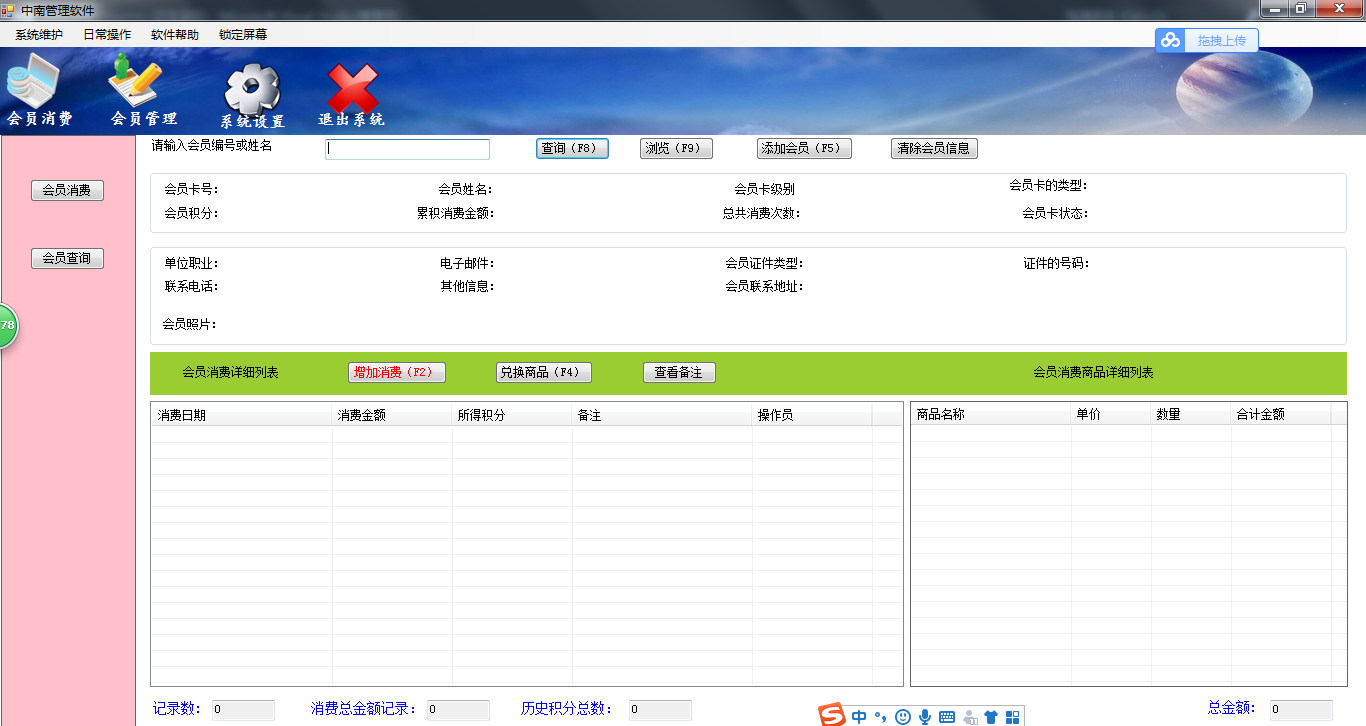 中南管理软件
系统维护 日常操作 软件帮助 锁定屏幕
拖拽上传
会员消费 会员管理 系统设置 退出系统
请输入会员编号或姓名 查询（F8） 浏览（F9） 添加会员（F5） 清除会员信息
会员消费
会员查询
78
会员卡号： 会员姓名： 会员卡级别 会员卡的类型：
会员积分： 累积消费金额： 总共消费次数： 会员卡状态：
单位职业： 电子邮件： 会员证件类型： 证件的号码：
联系电话： 其他信息： 会员联系地址：
会员照片：
会员消费详细列表 增加消费（F2） 兑换商品（F4） 查看备注 会员消费商品详细列表
消费日期 消费金额 所得积分 备注 操作员 商品名称 单价 数量 合计金额
记录数： 0 消费总金额记录： 0 历史积分总数： 0 S 中 总金额： 0